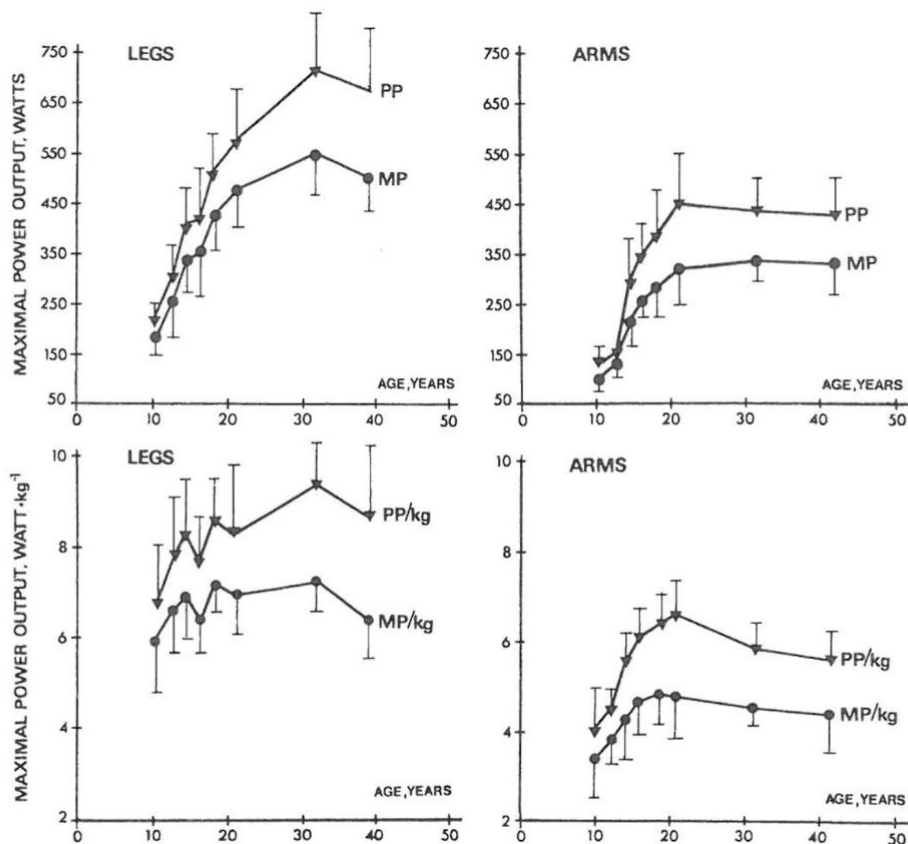 MAXIMAL POWER OUTPUT, WATTS
LEGS
750
650
550
450
350
250
150
50
PP
MP
AGE, YEARS
0 10 20 30 40 50
ARMS
750
650
550
450
350
250
150
50
PP
MP
AGE, YEARS
0 10 20 30 40 50
MAXIMAL POWER OUTPUT, WATT·kg⁻¹
LEGS
10
8
6
4
2
PP/kg
MP/kg
AGE, YEARS
0 10 20 30 40 50
ARMS
10
8
6
4
2
PP/kg
MP/kg
AGE, YEARS
0 10 20 30 40 50